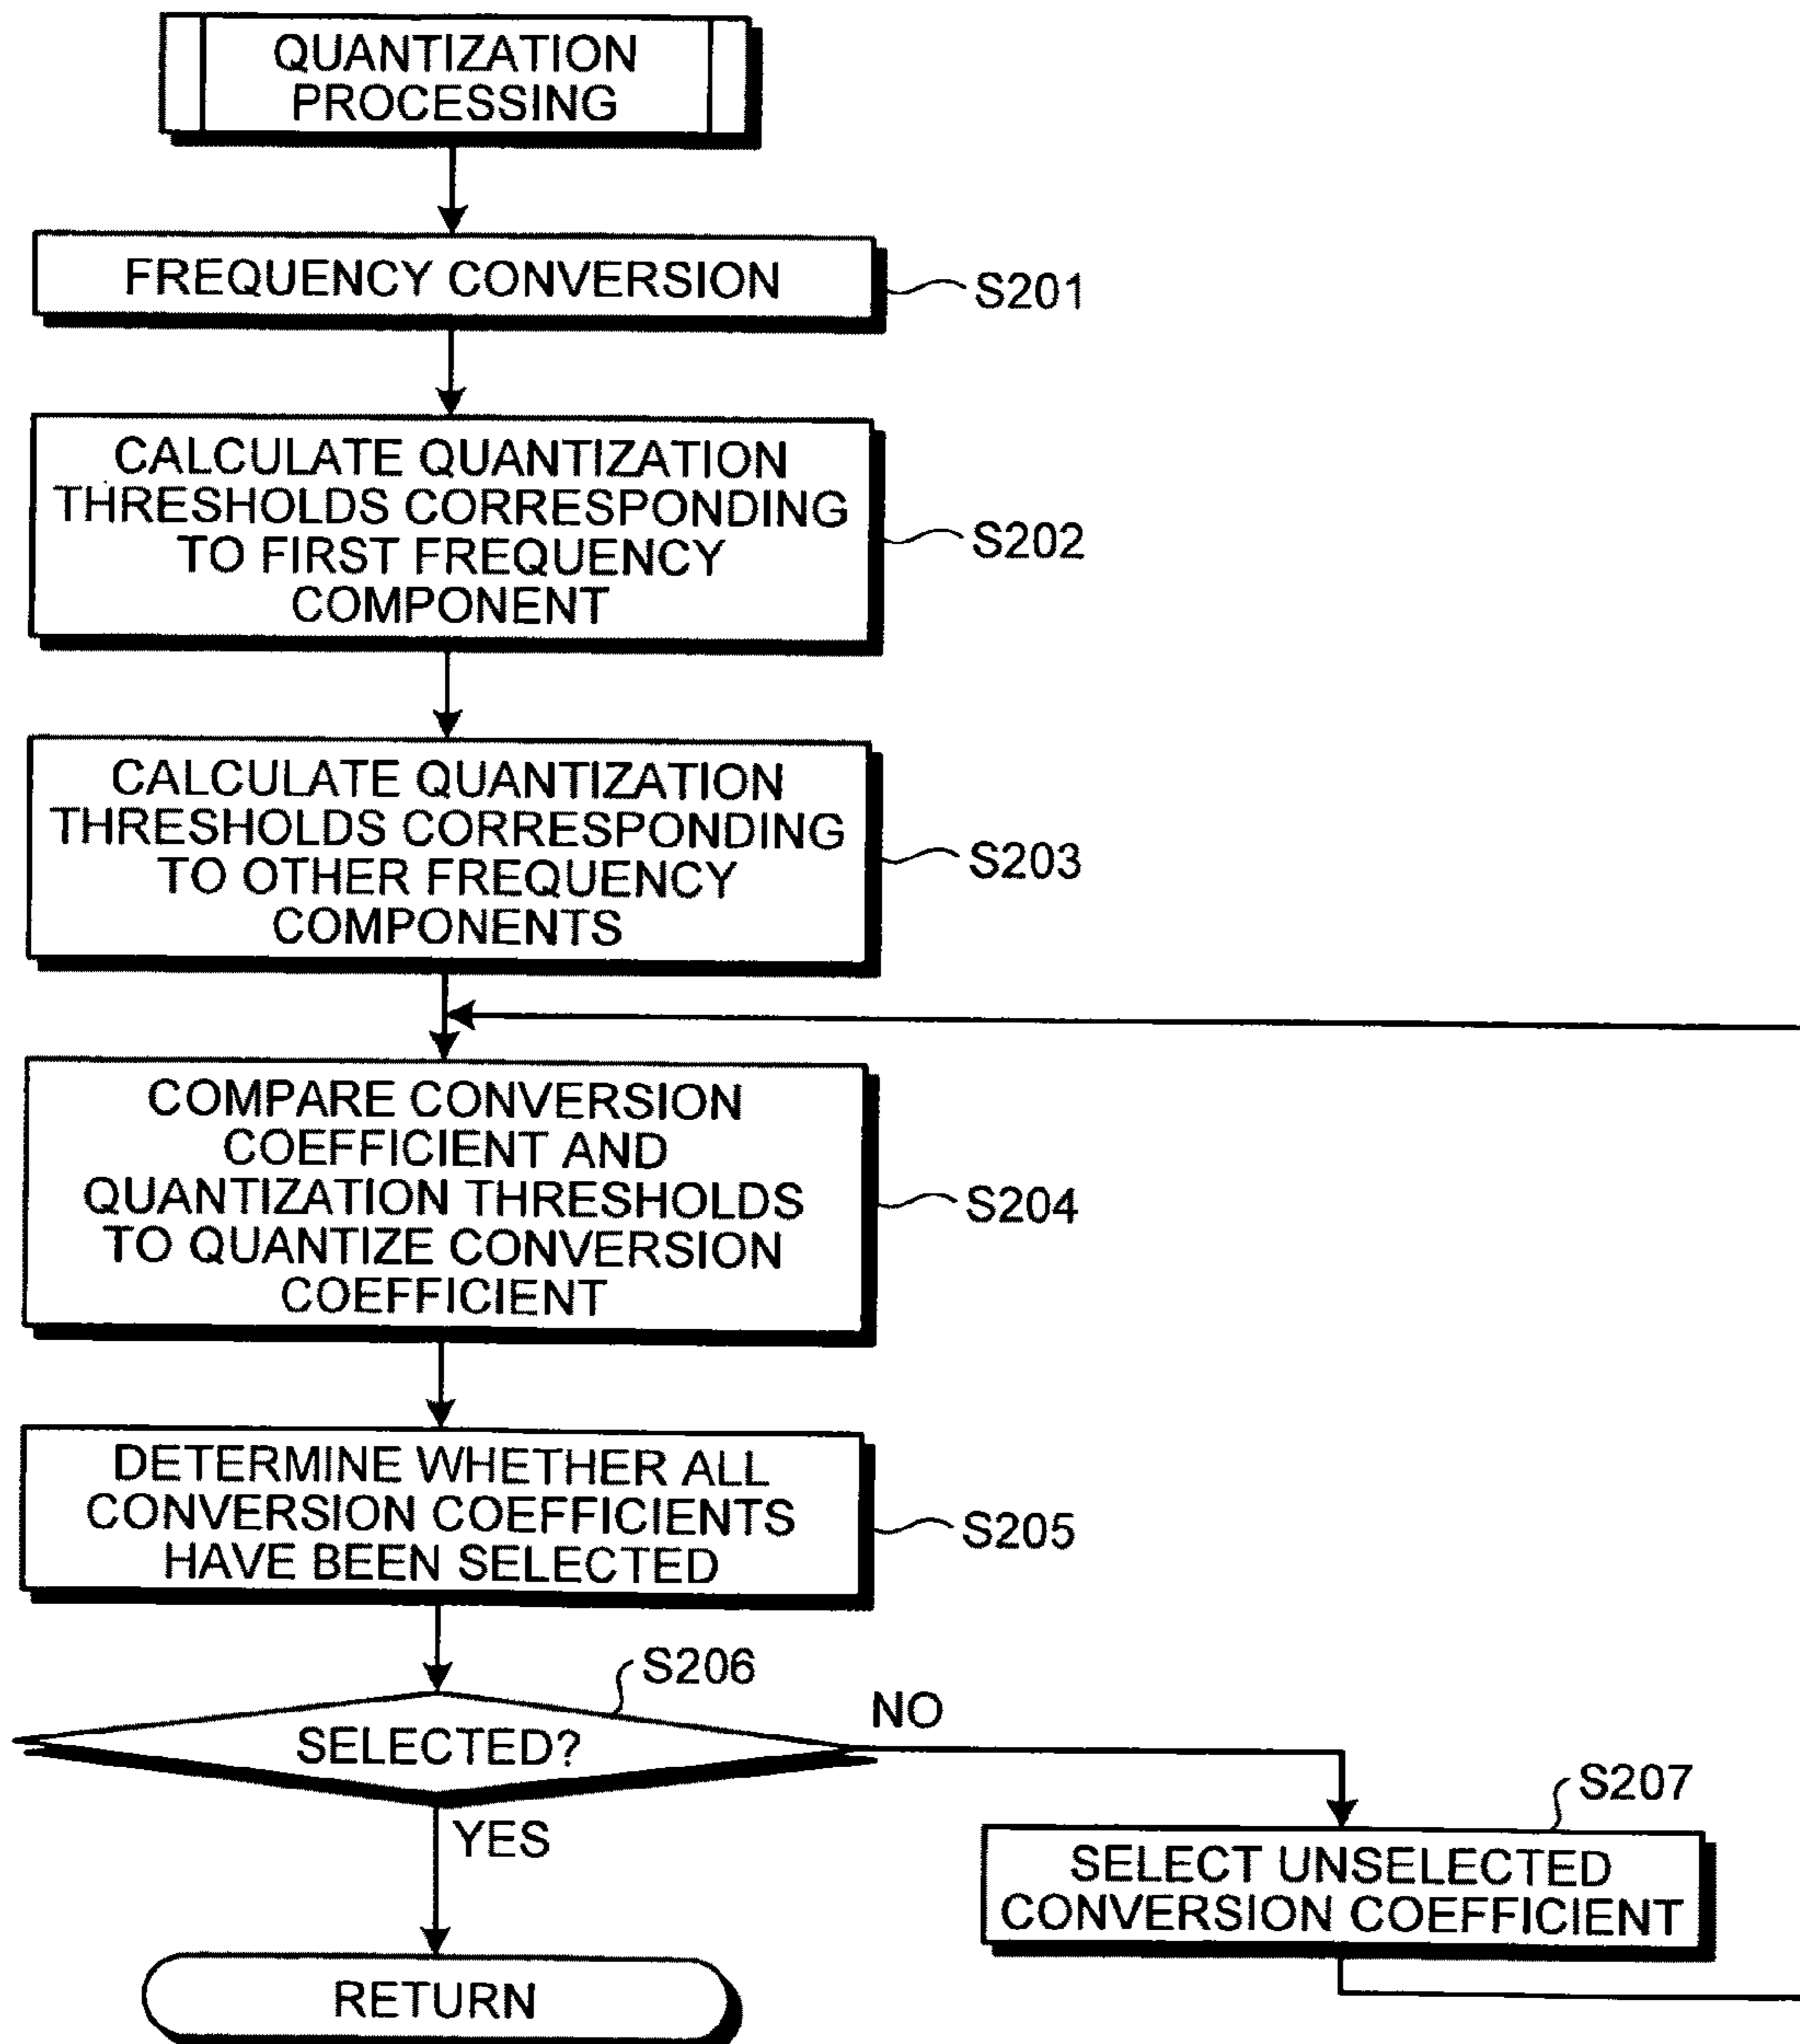 QUANTIZATION
PROCESSING
FREQUENCY CONVERSION
S201
CALCULATE QUANTIZATION
THRESHOLDS CORRESPONDING
TO FIRST FREQUENCY
COMPONENT
S202
CALCULATE QUANTIZATION
THRESHOLDS CORRESPONDING
TO OTHER FREQUENCY
COMPONENTS
S203
COMPARE CONVERSION
COEFFICIENT AND
QUANTIZATION THRESHOLDS
TO QUANTIZE CONVERSION
COEFFICIENT
S204
DETERMINE WHETHER ALL
CONVERSION COEFFICIENTS
HAVE BEEN SELECTED
S205
S206
SELECTED?
NO
YES
S207
SELECT UNSELECTED
CONVERSION COEFFICIENT
RETURN